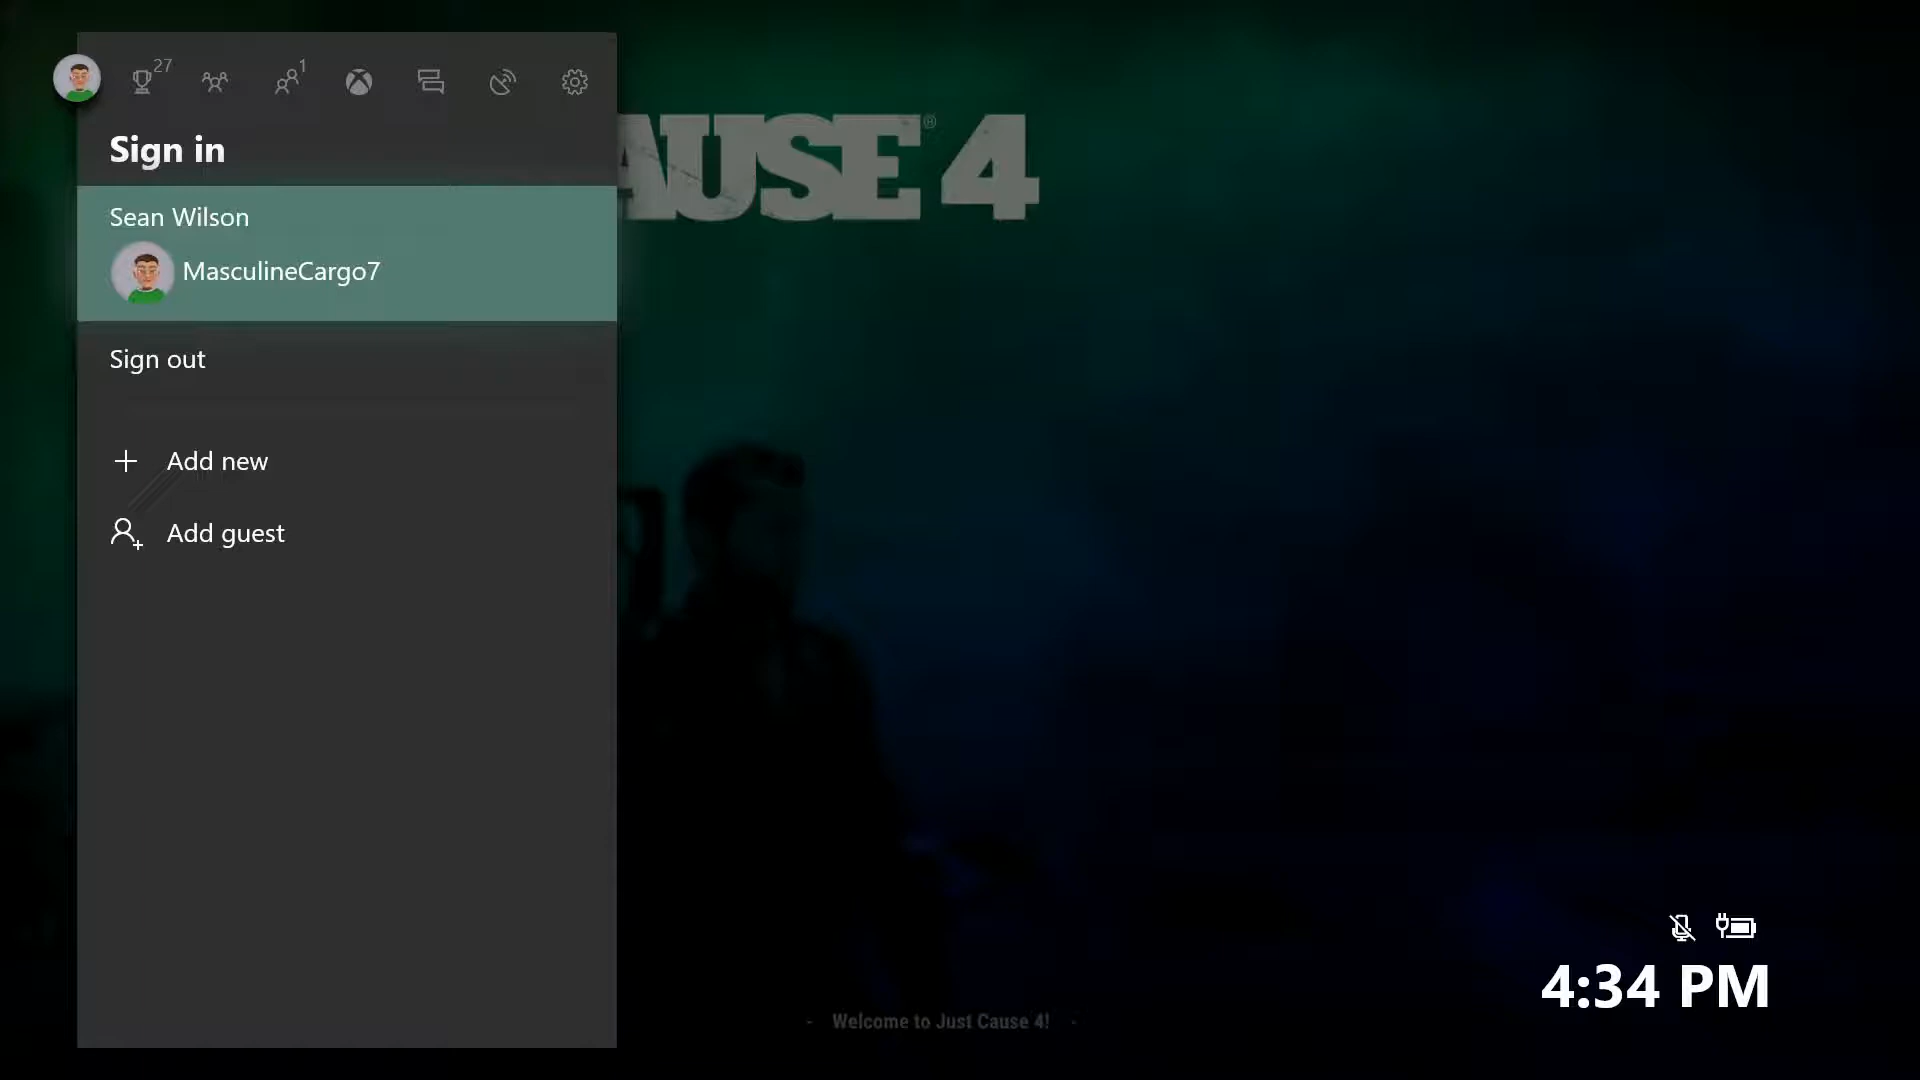 27
1
Sign in
AUSE 4
®
Sean Wilson
MasculineCargo7
Sign out
Add new
Add guest
4:34 PM
- Welcome to Just Cause 4! -